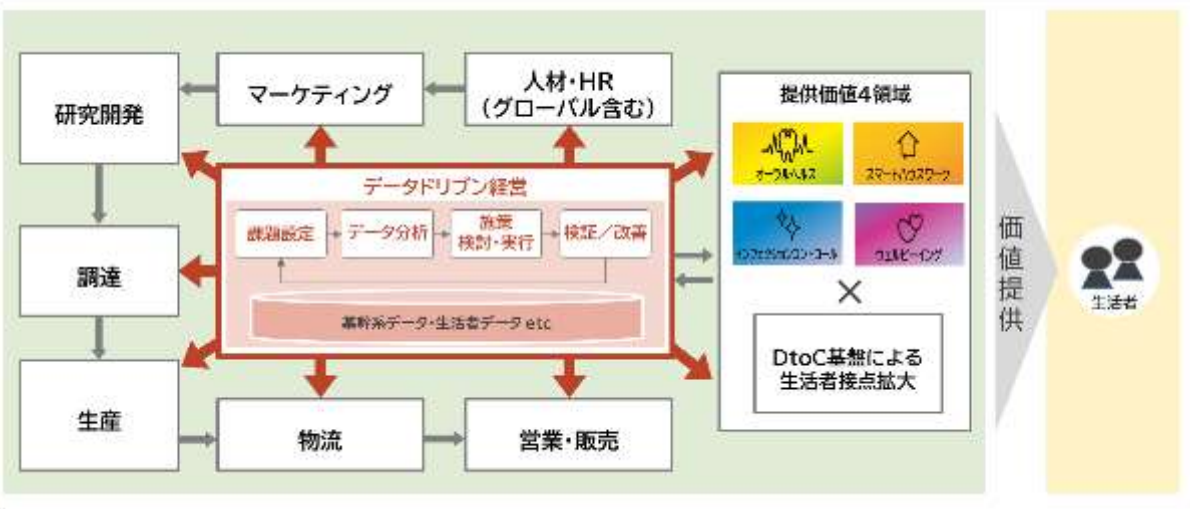 研究開発
マーケティング
人材・HR
(グローバル含む)
調達
生産
物流
営業・販売
データドリブン経営
課題設定
データ分析
施策
検討・実行
検証／改善
基幹系データ・生活者データ etc
提供価値4領域
オーラルヘルス
スマートハウスワーク
インフェクションコントロール
ウェルビーイング
×
DtoC基盤による
生活者接点拡大
価値提供
生活者